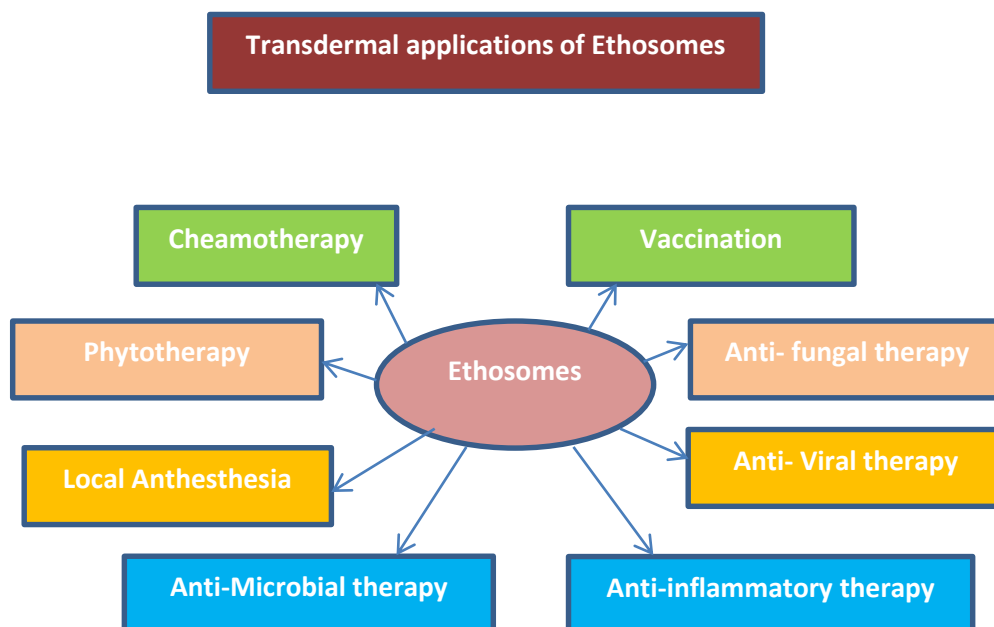 Transdermal applications of Ethosomes
Cheamotherapy
Vaccination
Phytotherapy
Ethosomes
Anti- fungal therapy
Local Anthesthesia
Anti- Viral therapy
Anti-Microbial therapy
Anti-inflammatory therapy